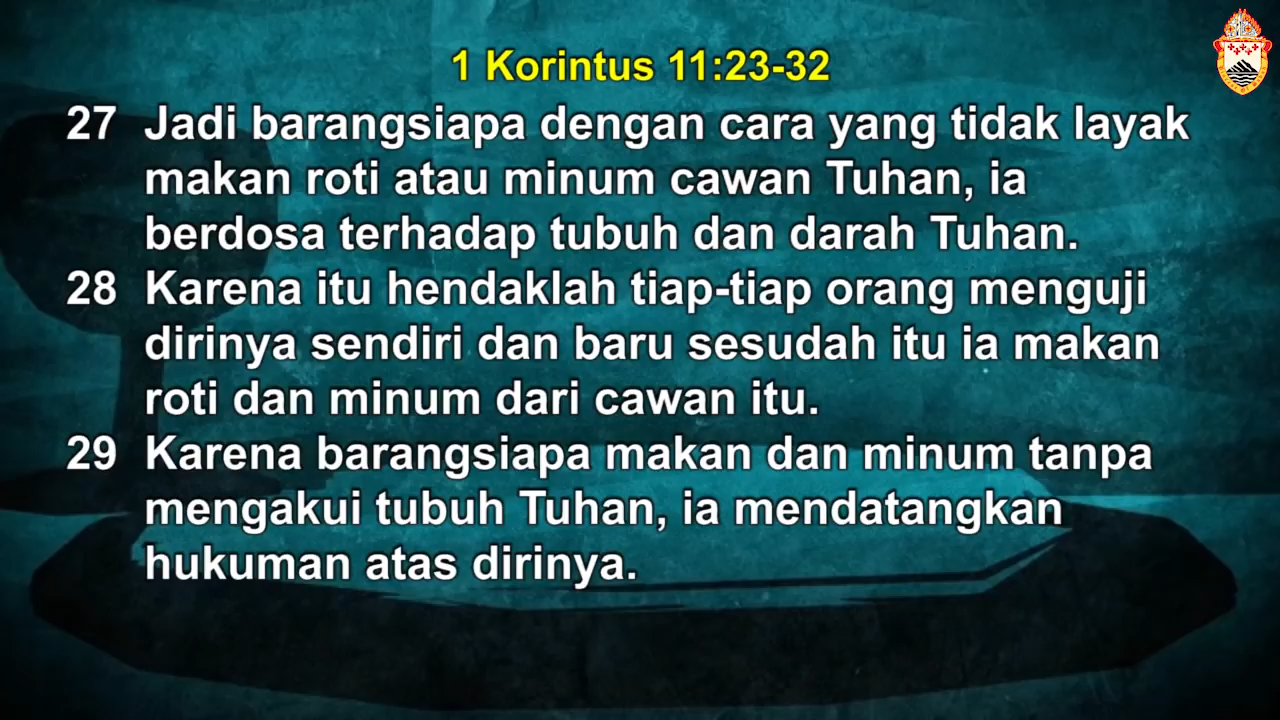 1 Korintus 11:23-32
27 Jadi barangsiapa dengan cara yang tidak layak
makan roti atau minum cawan Tuhan, ia
berdosa terhadap tubuh dan darah Tuhan.
28 Karena itu hendaklah tiap-tiap orang menguji
dirinya sendiri dan baru sesudah itu ia makan
roti dan minum dari cawan itu.
29 Karena barangsiapa makan dan minum tanpa
mengakui tubuh Tuhan, ia mendatangkan
hukuman atas dirinya.